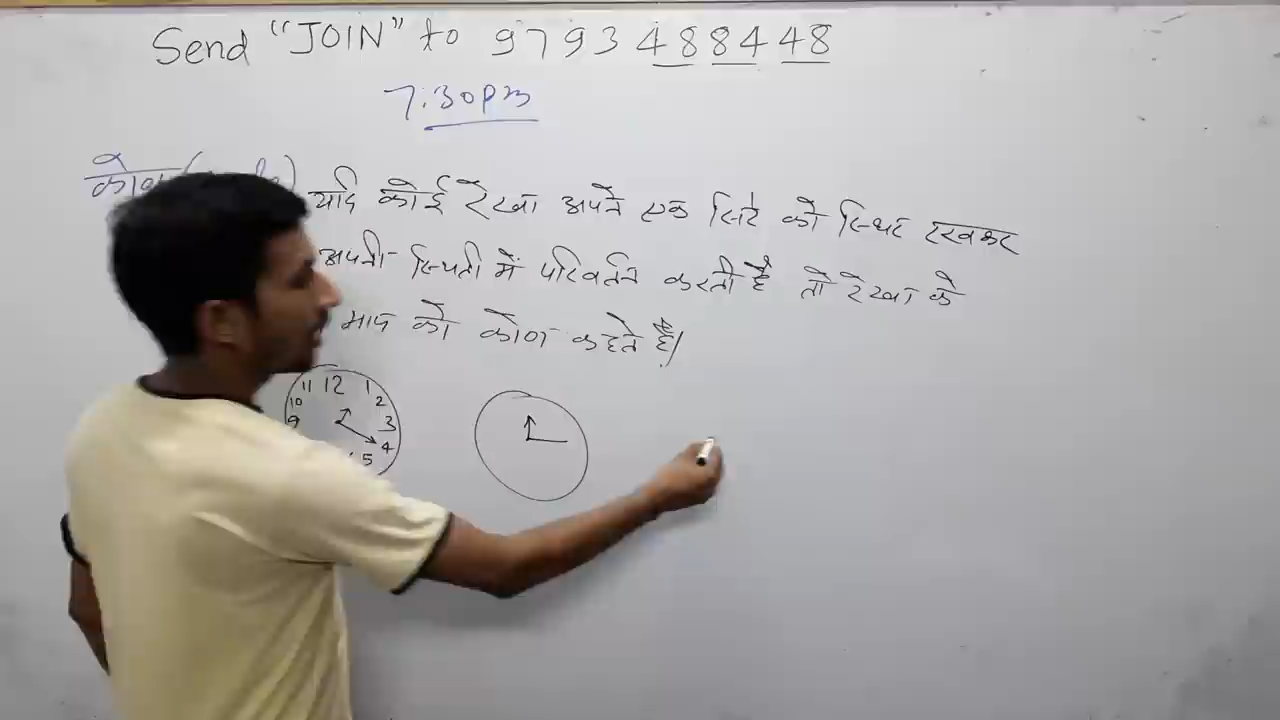 Send "JOIN" to 9793488448
7.30pm
यदि कोई रेखा अपने एक सिरे को स्थिर रखकर
अपनी स्थिती में परिवर्तन करती है तो रेखा के
माप को कोण कहते है।
11 12 1
10 2
9 3
4
5